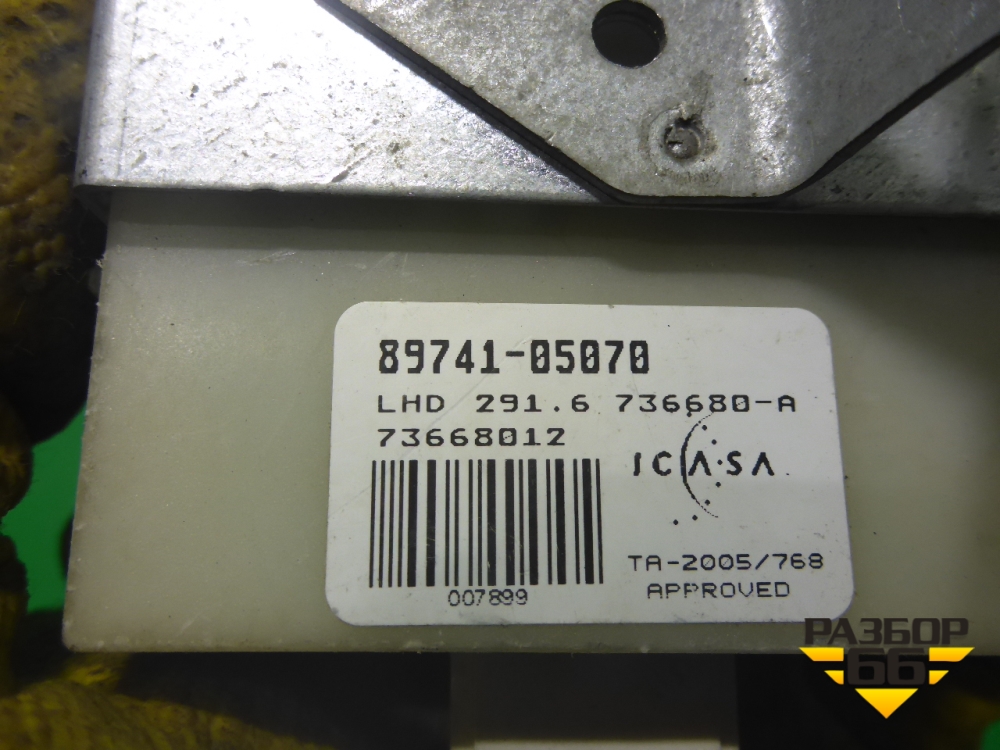 89741-05070
LHD 291.6 736680-A
73668012
ICASA
007899
TA-2005/768
APPROVED
РАЗБОР
66